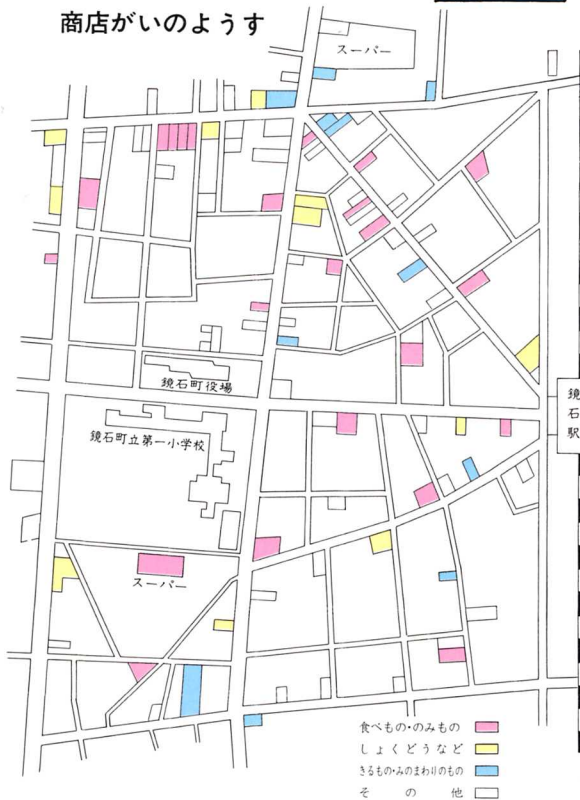 商店がいのようす
スーパー
鏡石町役場
鏡石町立第一小学校
鏡石駅
スーパー
食べもの・のみもの
しょくどうなど
きるもの・みのまわりのもの
その他